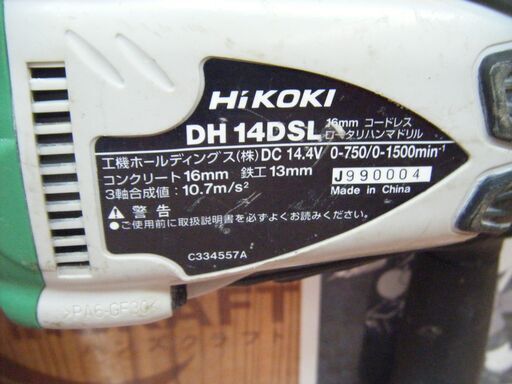 HiKOKI
DH 14DSL 16mm コードレス
ロータリハンマドリル
工機ホールディングス(株) DC 14.4V 0-750/0-1500min⁻¹
コンクリート16mm 鉄工13mm J990004
3軸合成値: 10.7m/s² Made in China
⚠警告
●ご使用前に取扱説明書を必ずよくお読みください。
C334557A
>PA6-GF30<